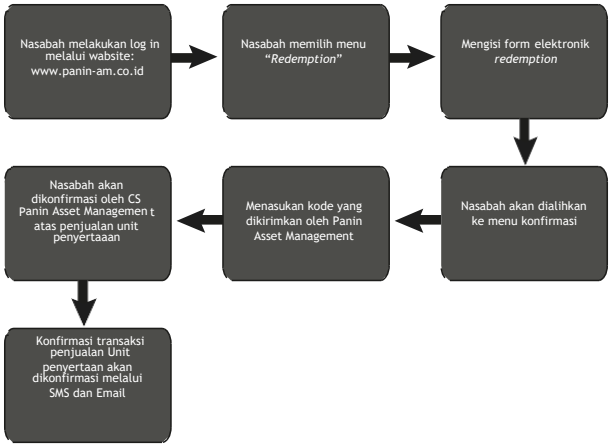 Nasabah melakukan log in
melalui wabsite:
www.panin-am.co.id
Nasabah memilih menu
“Redemption”
Mengisi form elektronik
redemption
Nasabah akan dialihkan
ke menu konfirmasi
Menasukan kode yang
dikirimkan oleh Panin
Asset Management
Nasabah akan
dikonfirmasi oleh CS
Panin Asset Management
atas penjualan unit
penyertaaan
Konfirmasi transaksi
penjualan Unit
penyertaan akan
dikonfirmasi melalui
SMS dan Email